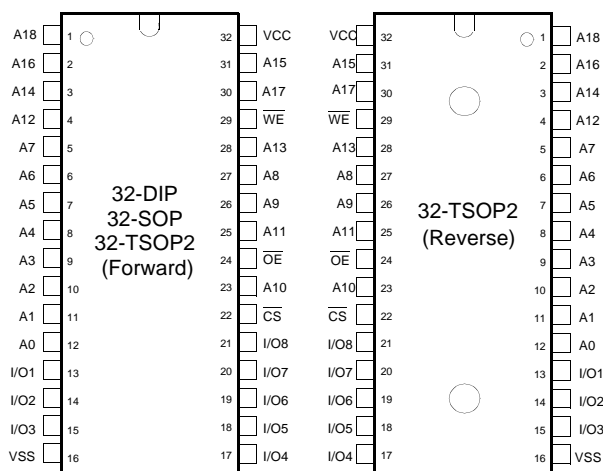 A18 1 32 VCC VCC 32 1 A18
A16 2 31 A15 A15 31 2 A16
A14 3 30 A17 A17 30 3 A14
A12 4 29 WE WE 29 4 A12
A7 5 28 A13 A13 28 5 A7
A6 6 27 A8 A8 27 6 A6
A5 7 26 A9 A9 26 7 A5
A4 8 25 A11 A11 25 8 A4
A3 9 24 OE OE 24 9 A3
A2 10 23 A10 A10 23 10 A2
A1 11 22 CS CS 22 11 A1
A0 12 21 I/O8 I/O8 21 12 A0
I/O1 13 20 I/O7 I/O7 20 13 I/O1
I/O2 14 19 I/O6 I/O6 19 14 I/O2
I/O3 15 18 I/O5 I/O5 18 15 I/O3
VSS 16 17 I/O4 I/O4 17 16 VSS
32-DIP
32-SOP
32-TSOP2
(Forward)
32-TSOP2
(Reverse)